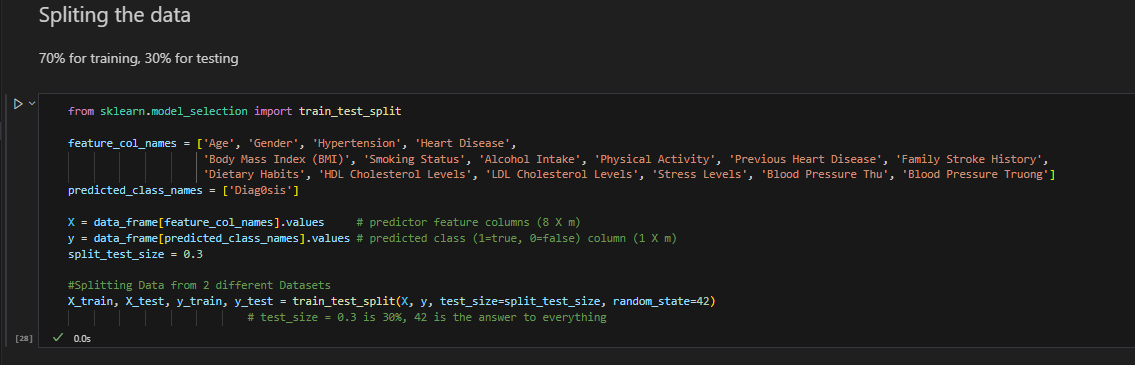 Spliting the data
70% for training, 30% for testing
from sklearn.model_selection import train_test_split
feature_col_names = ['Age', 'Gender', 'Hypertension', 'Heart Disease',
'Body Mass Index (BMI)', 'Smoking Status', 'Alcohol Intake', 'Physical Activity', 'Previous Heart Disease', 'Family Stroke History',
'Dietary Habits', 'HDL Cholesterol Levels', 'LDL Cholesterol Levels', 'Stress Levels', 'Blood Pressure Thu', 'Blood Pressure Truong']
predicted_class_names = ['Diag0sis']
X = data_frame[feature_col_names].values # predictor feature columns (8 X m)
y = data_frame[predicted_class_names].values # predicted class (1=true, 0=false) column (1 X m)
split_test_size = 0.3
#Splitting Data from 2 different Datasets
X_train, X_test, y_train, y_test = train_test_split(X, y, test_size=split_test_size, random_state=42)
# test_size = 0.3 is 30%, 42 is the answer to everything
[28] 0.0s